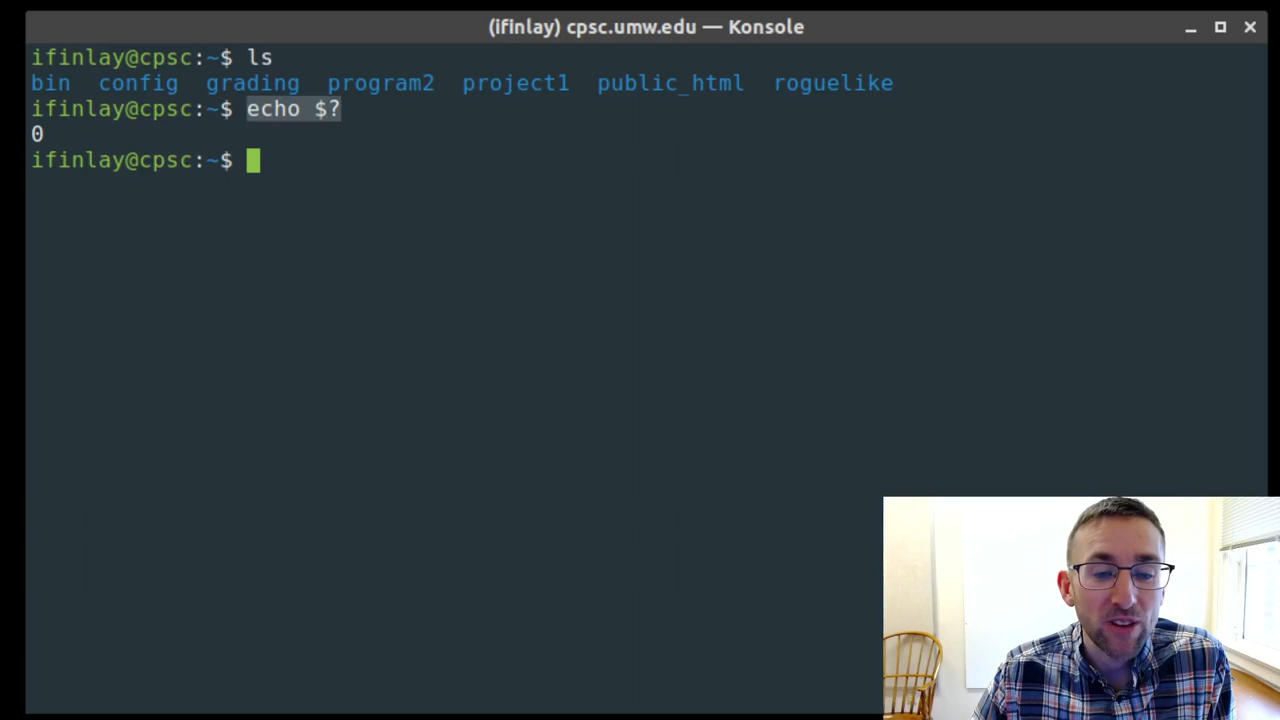 (ifinlay) cpsc.umw.edu — Konsole
ifinlay@cpsc:~$ ls
bin  config  grading  program2  project1  public_html  roguelike
ifinlay@cpsc:~$ echo $?
0
ifinlay@cpsc:~$